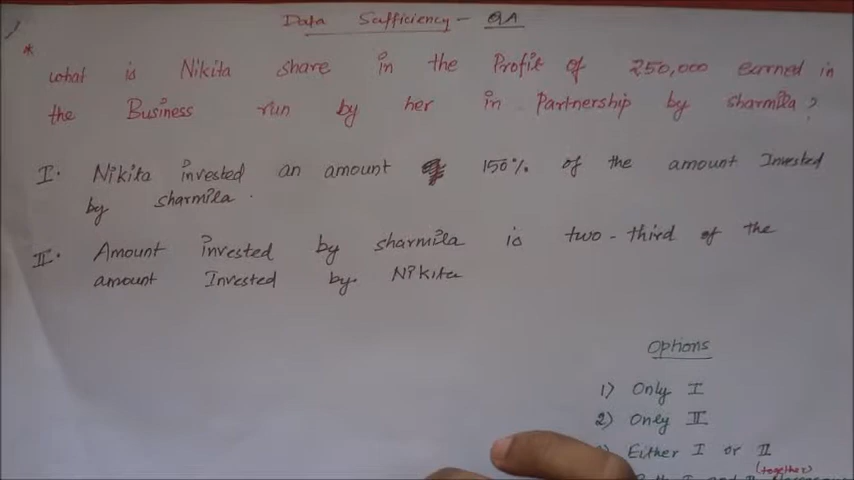 Data Sufficiency - QA
* what is Nikita share in the Profit of 250,000 earned in
the Business run by her in Partnership by sharmila ?
I. Nikita invested an amount 150% of the amount Invested
by sharmila.
II. Amount invested by sharmila is two-third of the
amount Invested by Nikita
Options
1) Only I
2) Only II
Either I or II
(together)